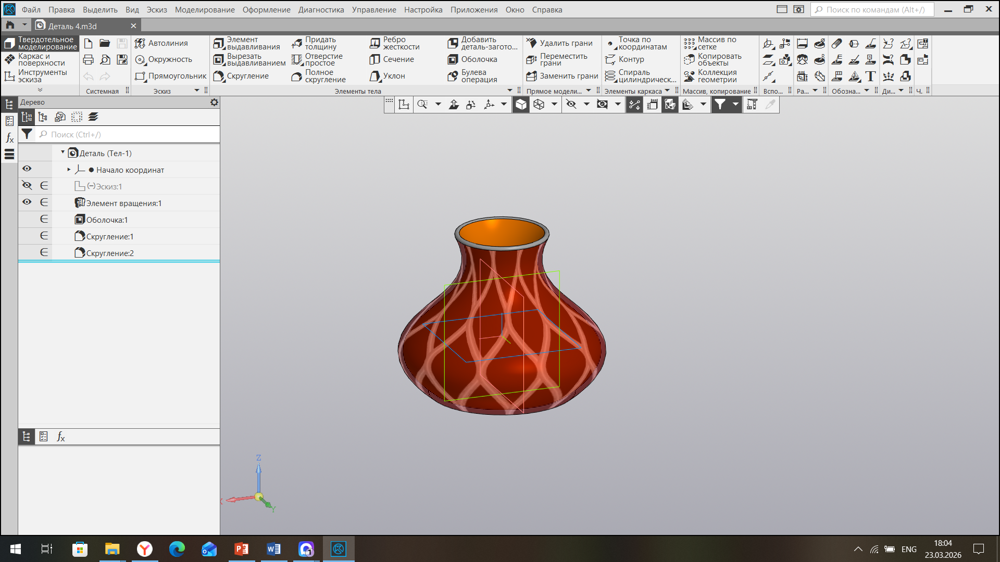 Файл Правка Выделить Вид Эскиз Моделирование Оформление Диагностика Управление Настройка Приложения Окно Справка Поиск по командам (Alt+/)
Деталь 4.m3d
Твердотельное моделирование
Каркас и поверхности
Инструменты эскиза
Системная
Автолиния
Окружность
Прямоугольник
Эскиз
Элемент выдавливания
Вырезать выдавливанием
Скругление
Придать толщину
Отверстие простое
Полное скругление
Ребро жесткости
Сечение
Уклон
Добавить деталь-загото...
Оболочка
Булева операция
Элементы тела
Удалить грани
Переместить грани
Заменить грани
Прямое модели...
Точка по координатам
Контур
Спираль цилиндрическ...
Элементы каркаса
Массив по сетке
Копировать объекты
Коллекция геометрии
Массив, копирование
Вспо...
Ра...
Обозна...
Ди...
Ч.
Дерево
Поиск (Ctrl+/)
Деталь (Тел-1)
Начало координат
(−)Эскиз:1
Элемент вращения:1
Оболочка:1
Скругление:1
Скругление:2
Z
X
Y
ENG
18:04
23.03.2026